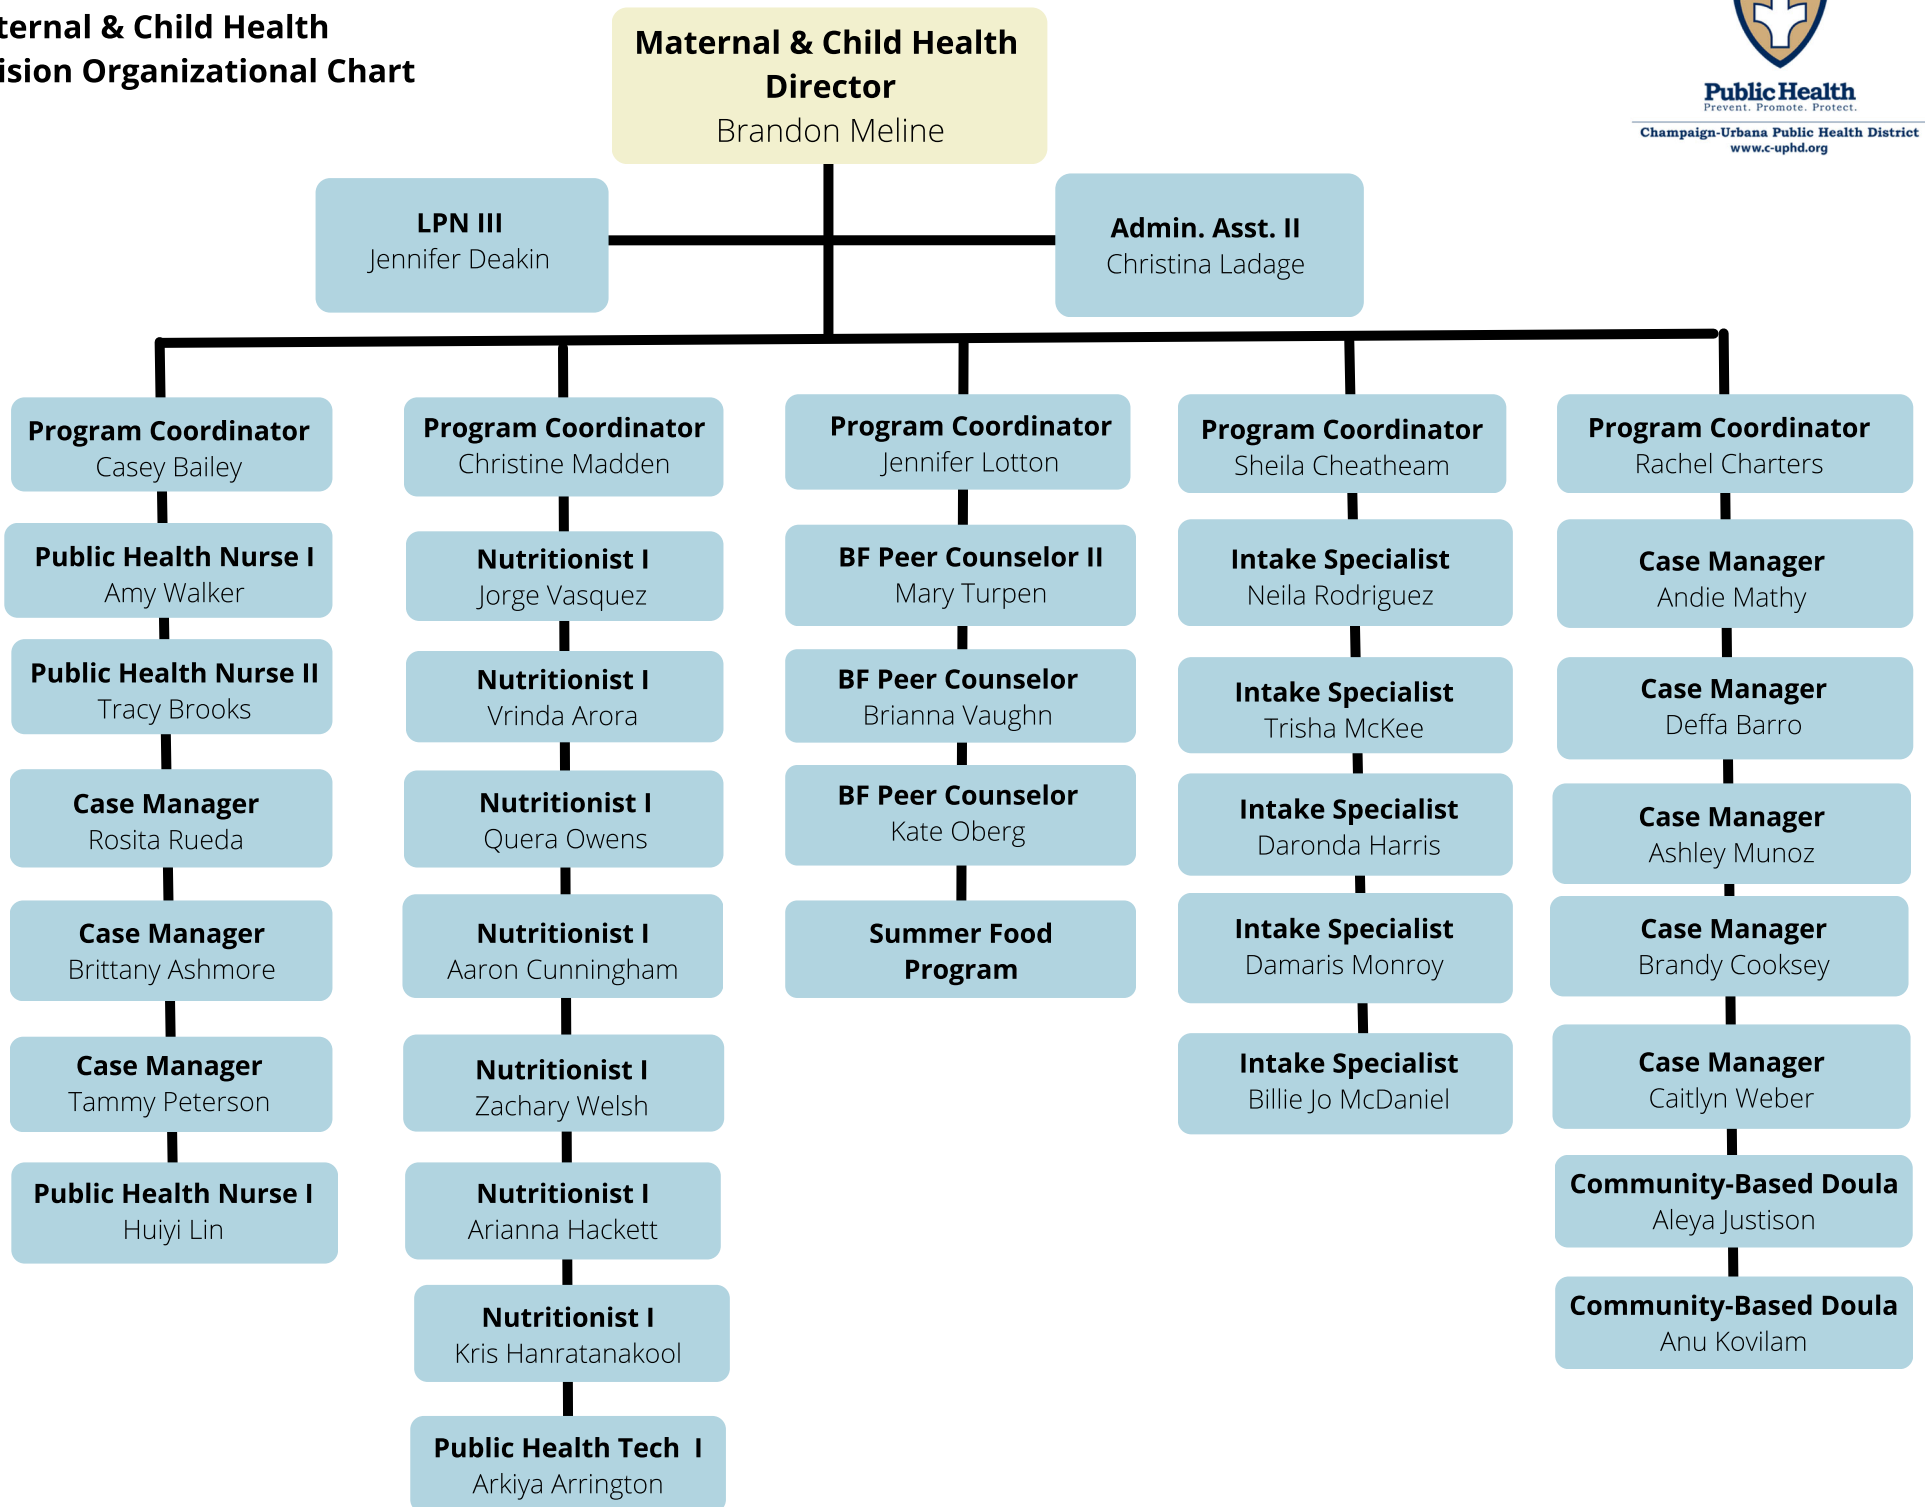 ternal & Child Health
ision Organizational Chart
Maternal & Child Health
Director
Brandon Meline
Public Health
Prevent. Promote. Protect.
Champaign-Urbana Public Health District
www.c-uphd.org
LPN III
Jennifer Deakin
Admin. Asst. II
Christina Ladage
Program Coordinator
Casey Bailey
Public Health Nurse I
Amy Walker
Public Health Nurse II
Tracy Brooks
Case Manager
Rosita Rueda
Case Manager
Brittany Ashmore
Case Manager
Tammy Peterson
Public Health Nurse I
Huiyi Lin
Program Coordinator
Christine Madden
Nutritionist I
Jorge Vasquez
Nutritionist I
Vrinda Arora
Nutritionist I
Quera Owens
Nutritionist I
Aaron Cunningham
Nutritionist I
Zachary Welsh
Nutritionist I
Arianna Hackett
Nutritionist I
Kris Hanratanakool
Public Health Tech I
Arkiya Arrington
Program Coordinator
Jennifer Lotton
BF Peer Counselor II
Mary Turpen
BF Peer Counselor
Brianna Vaughn
BF Peer Counselor
Kate Oberg
Summer Food
Program
Program Coordinator
Sheila Cheatheam
Intake Specialist
Neila Rodriguez
Intake Specialist
Trisha McKee
Intake Specialist
Daronda Harris
Intake Specialist
Damaris Monroy
Intake Specialist
Billie Jo McDaniel
Program Coordinator
Rachel Charters
Case Manager
Andie Mathy
Case Manager
Deffa Barro
Case Manager
Ashley Munoz
Case Manager
Brandy Cooksey
Case Manager
Caitlyn Weber
Community-Based Doula
Aleya Justison
Community-Based Doula
Anu Kovilam